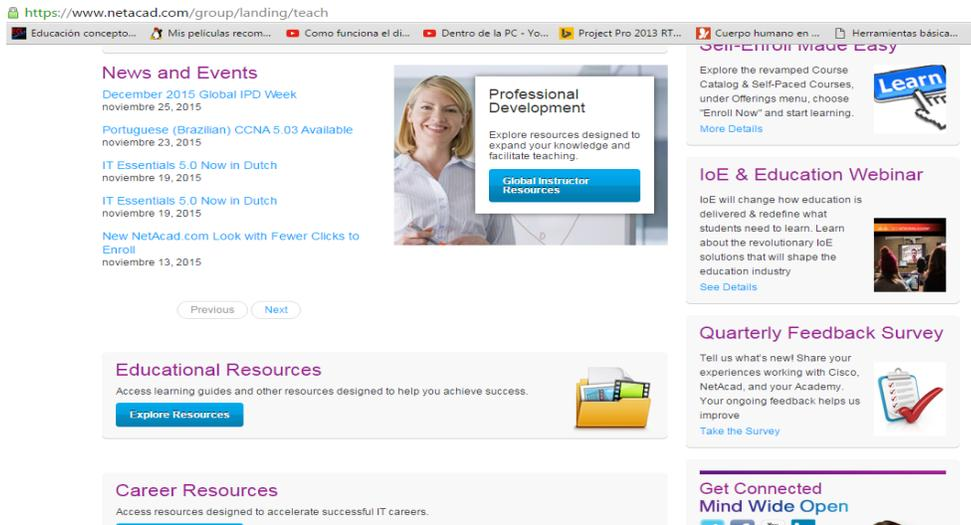 https://www.netacad.com/group/landing/teach
Educación concepto...
Mis películas recom...
Como funciona el di...
Dentro de la PC - Yo...
Project Pro 2013 RT...
Cuerpo humano en ...
Herramientas básica...
News and Events
December 2015 Global IPD Week
noviembre 25, 2015
Portuguese (Brazilian) CCNA 5.03 Available
noviembre 23, 2015
IT Essentials 5.0 Now in Dutch
noviembre 19, 2015
IT Essentials 5.0 Now in Dutch
noviembre 19, 2015
New NetAcad.com Look with Fewer Clicks to
Enroll
noviembre 13, 2015
Previous
Next
Professional
Development
Explore resources designed to
expand your knowledge and
facilitate teaching.
Global Instructor
Resources
Educational Resources
Access learning guides and other resources designed to help you achieve success.
Explore Resources
Career Resources
Access resources designed to accelerate successful IT careers.
Self-Enroll Made Easy
Explore the revamped Course
Catalog & Self-Paced Courses,
under Offerings menu, choose
"Enroll Now" and start learning.
More Details
Learn
IoE & Education Webinar
IoE will change how education is
delivered & redefine what
students need to learn. Learn
about the revolutionary IoE
solutions that will shape the
education industry
See Details
Quarterly Feedback Survey
Tell us what's new! Share your
experiences working with Cisco,
NetAcad, and your Academy.
Your ongoing feedback helps us
improve
Take the Survey
Get Connected
Mind Wide Open